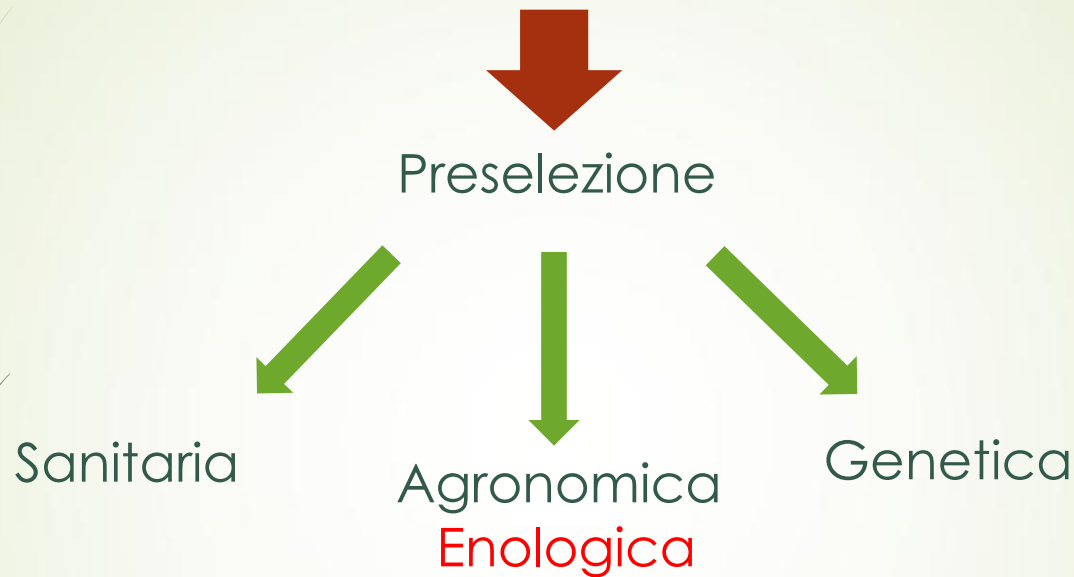 Preselezione
Sanitaria
Agronomica
Enologica
Genetica